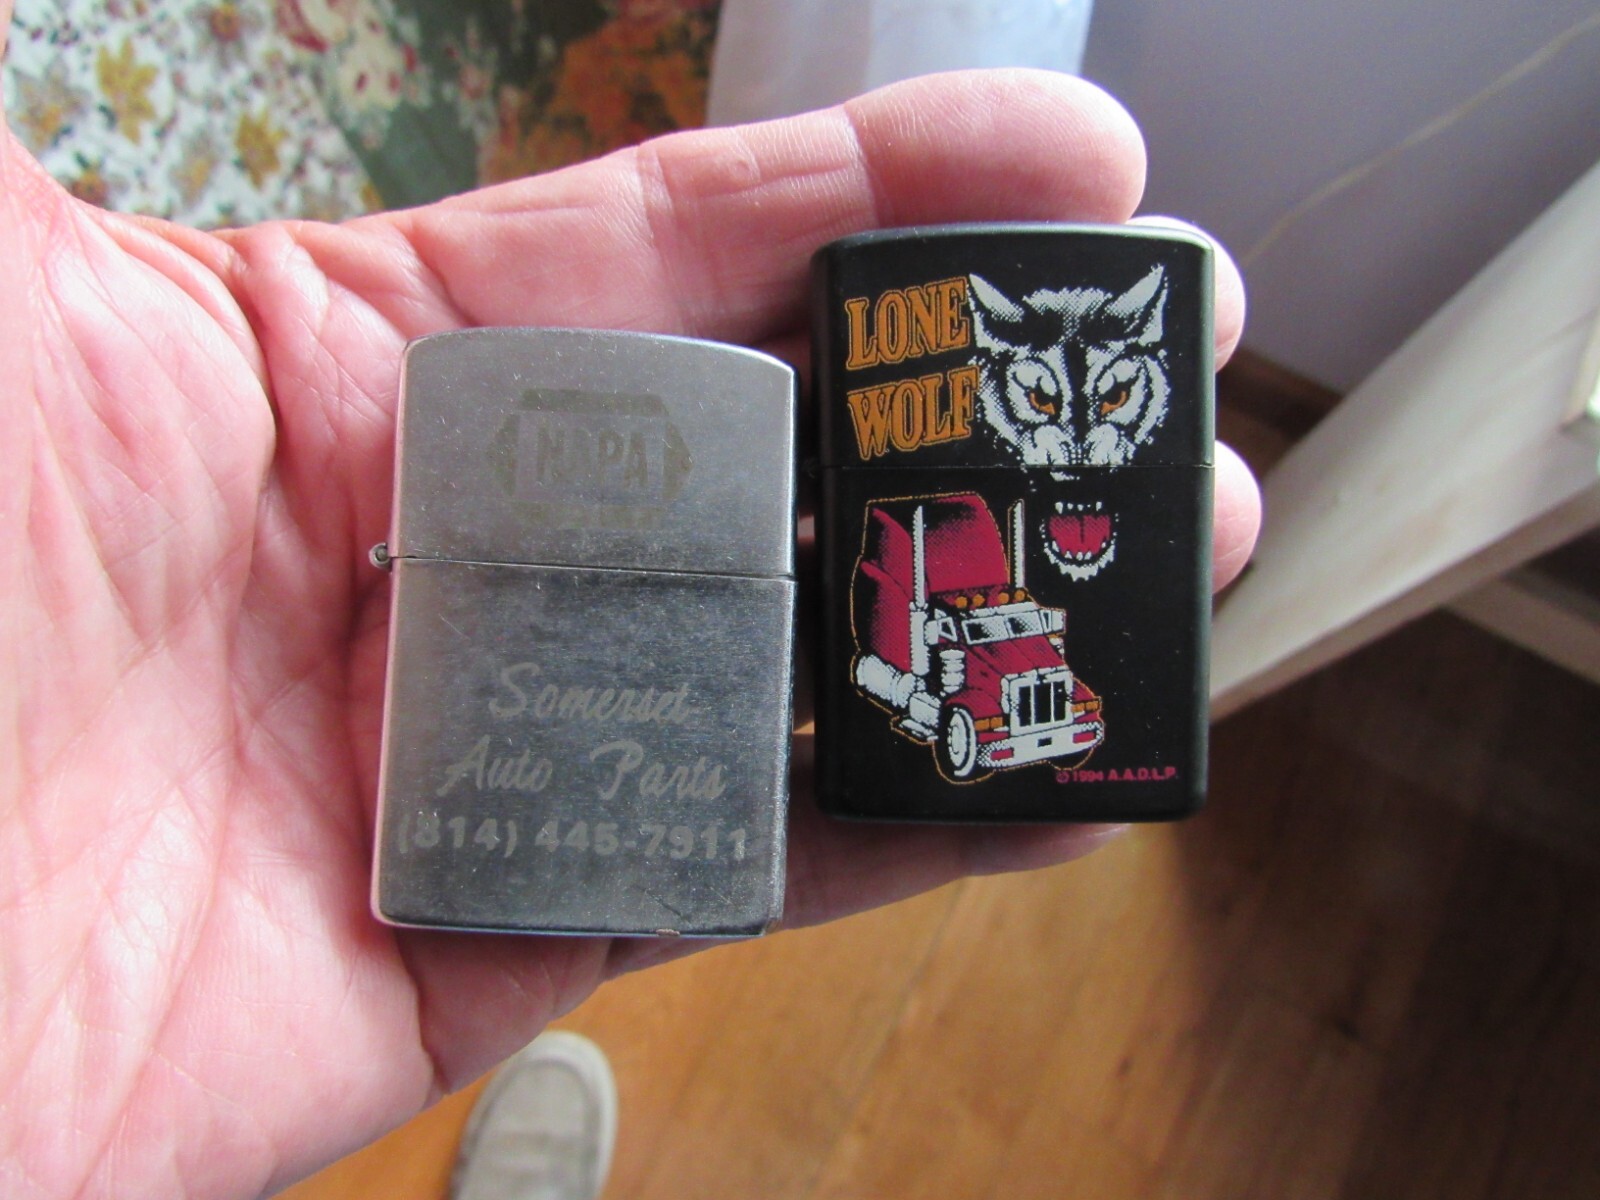 NAPA
Somerset
Auto Parts
(814) 445-7911
LONE
WOLF
© 1994 A.A.D.L.P.